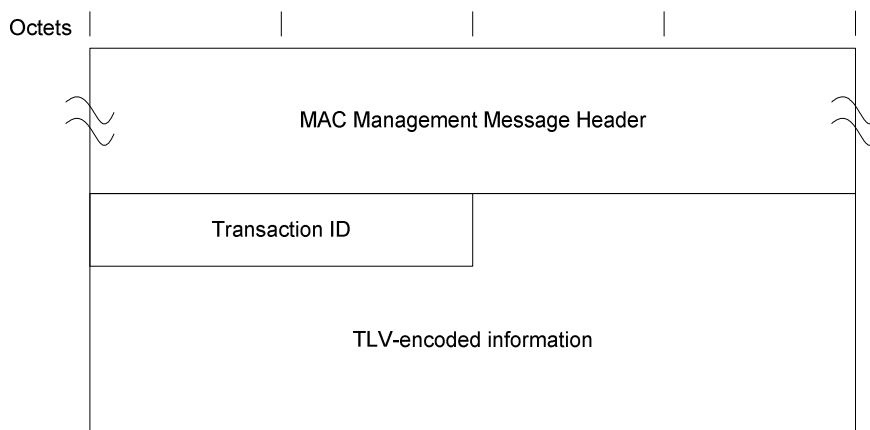 Octets
MAC Management Message Header
Transaction ID
TLV-encoded information